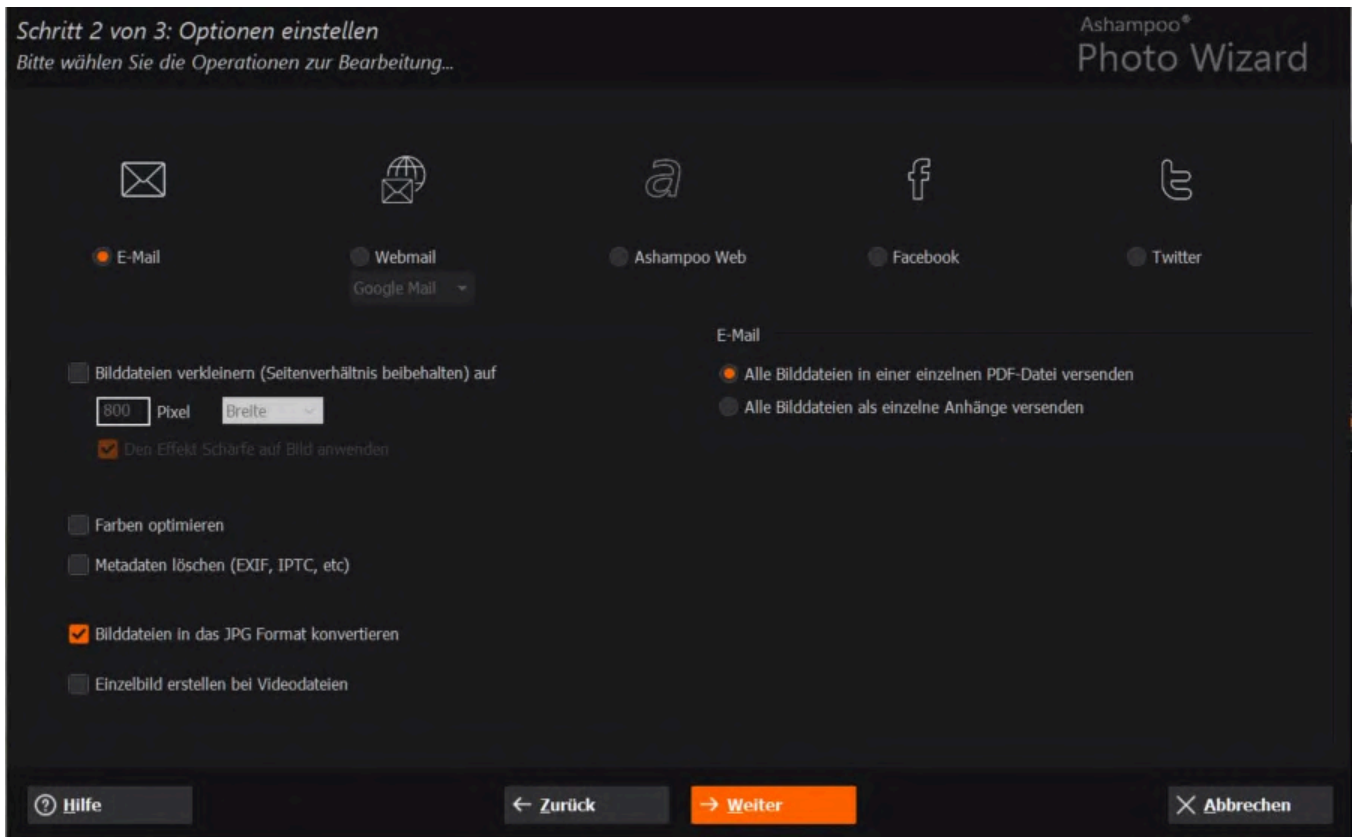 Schritt 2 von 3: Optionen einstellen
Bitte wählen Sie die Operationen zur Bearbeitung...
Ashampoo®
Photo Wizard
E-Mail
Webmail
Ashampoo Web
Facebook
Twitter
Google Mail
E-Mail
Bilddateien verkleinern (Seitenverhältnis beibehalten) auf
800 Pixel Breite
Den Effekt Schärfe auf Bild anwenden
Alle Bilddateien in einer einzelnen PDF-Datei versenden
Alle Bilddateien als einzelne Anhänge versenden
Farben optimieren
Metadaten löschen (EXIF, IPTC, etc)
Bilddateien in das JPG Format konvertieren
Einzelbild erstellen bei Videodateien
Hilfe
Zurück
Weiter
Abbrechen